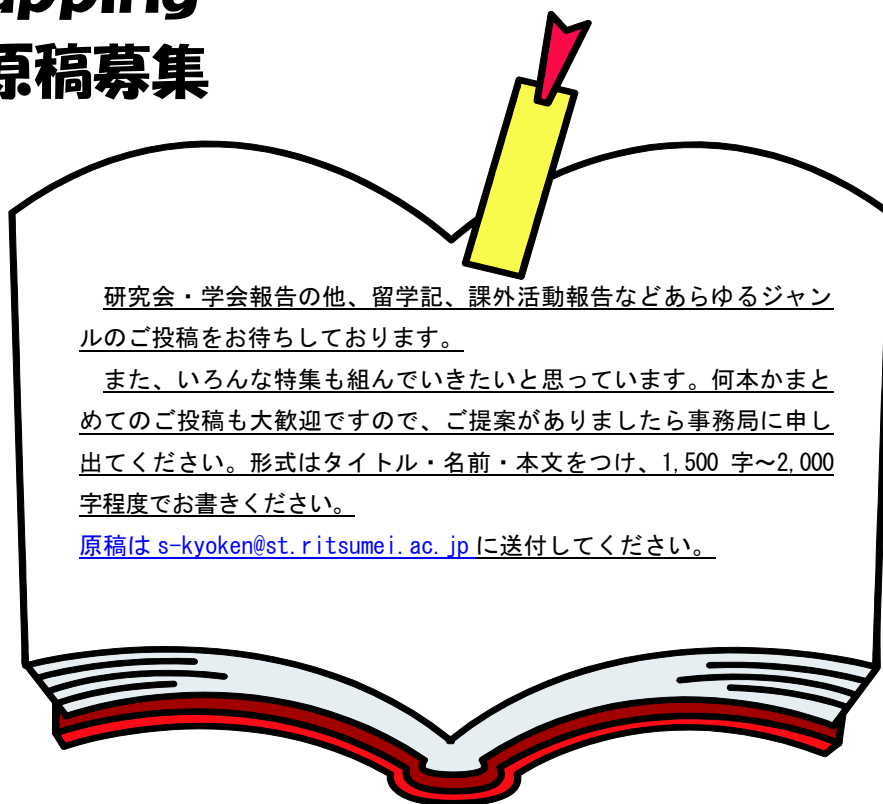 pping
原稿募集
研究会・学会報告の他、留学記、課外活動報告などあらゆるジャン
ルのご投稿をお待ちしております。
また、いろんな特集も組んでいきたいと思っています。何本かまと
めてのご投稿も大歓迎ですので、ご提案がありましたら事務局に申し
出てください。形式はタイトル・名前・本文をつけ、1,500 字～2,000
字程度でお書きください。
原稿は s-kyoken@st.ritsumei.ac.jp に送付してください。